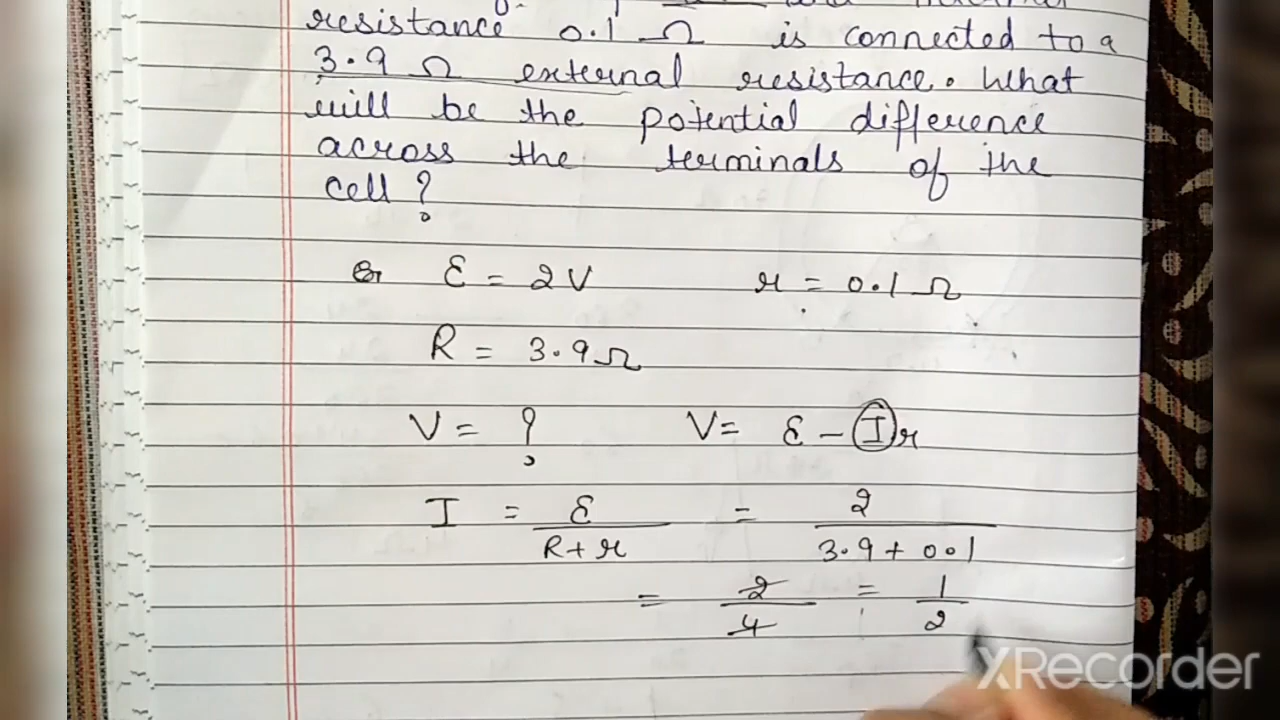 resistance 0.1 Ω is connected to a
3.9 Ω external resistance. What
will be the potential difference
across the terminals of the
cell ?
Ɛ = 2V r = 0.1 Ω
R = 3.9 Ω
V = ? V = Ɛ - Ir
I = Ɛ/(R+r) = 2/(3.9+0.1)
= 2/4 = 1/2
XRecorder